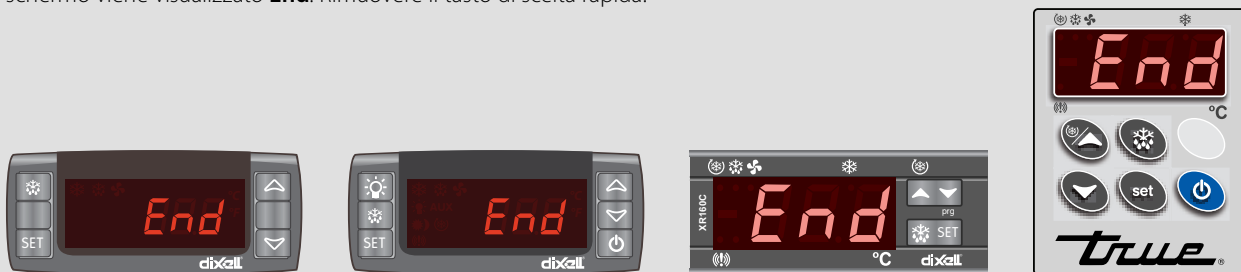 schermo viene visualizzato End. Rimuovere il tasto di scelta rapida.
End
°C
set
true®
SET
End
dixell
SET
End
dixell
XR160C
End
prg
SET
°C
dixell